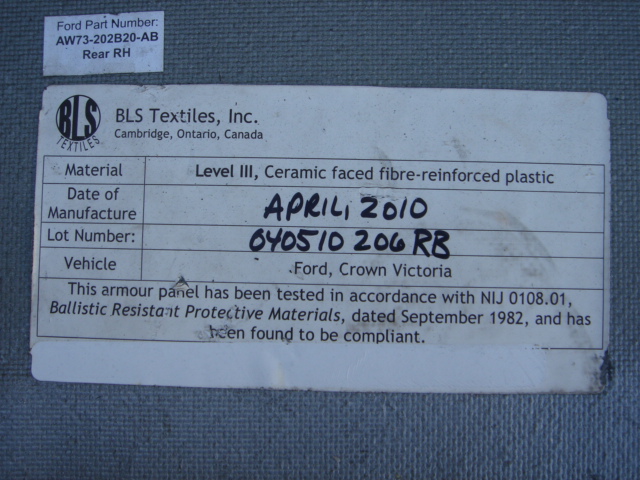 Ford Part Number:
AW73-202B20-AB
Rear RH
BLS
TEXTILES
BLS Textiles, Inc.
Cambridge, Ontario, Canada
Material Level III, Ceramic faced fibre-reinforced plastic
Date of
Manufacture APRIL, 2010
Lot Number: 040510 206 RB
Vehicle Ford, Crown Victoria
This armour panel has been tested in accordance with NIJ 0108.01,
Ballistic Resistant Protective Materials, dated September 1982, and has
been found to be compliant.